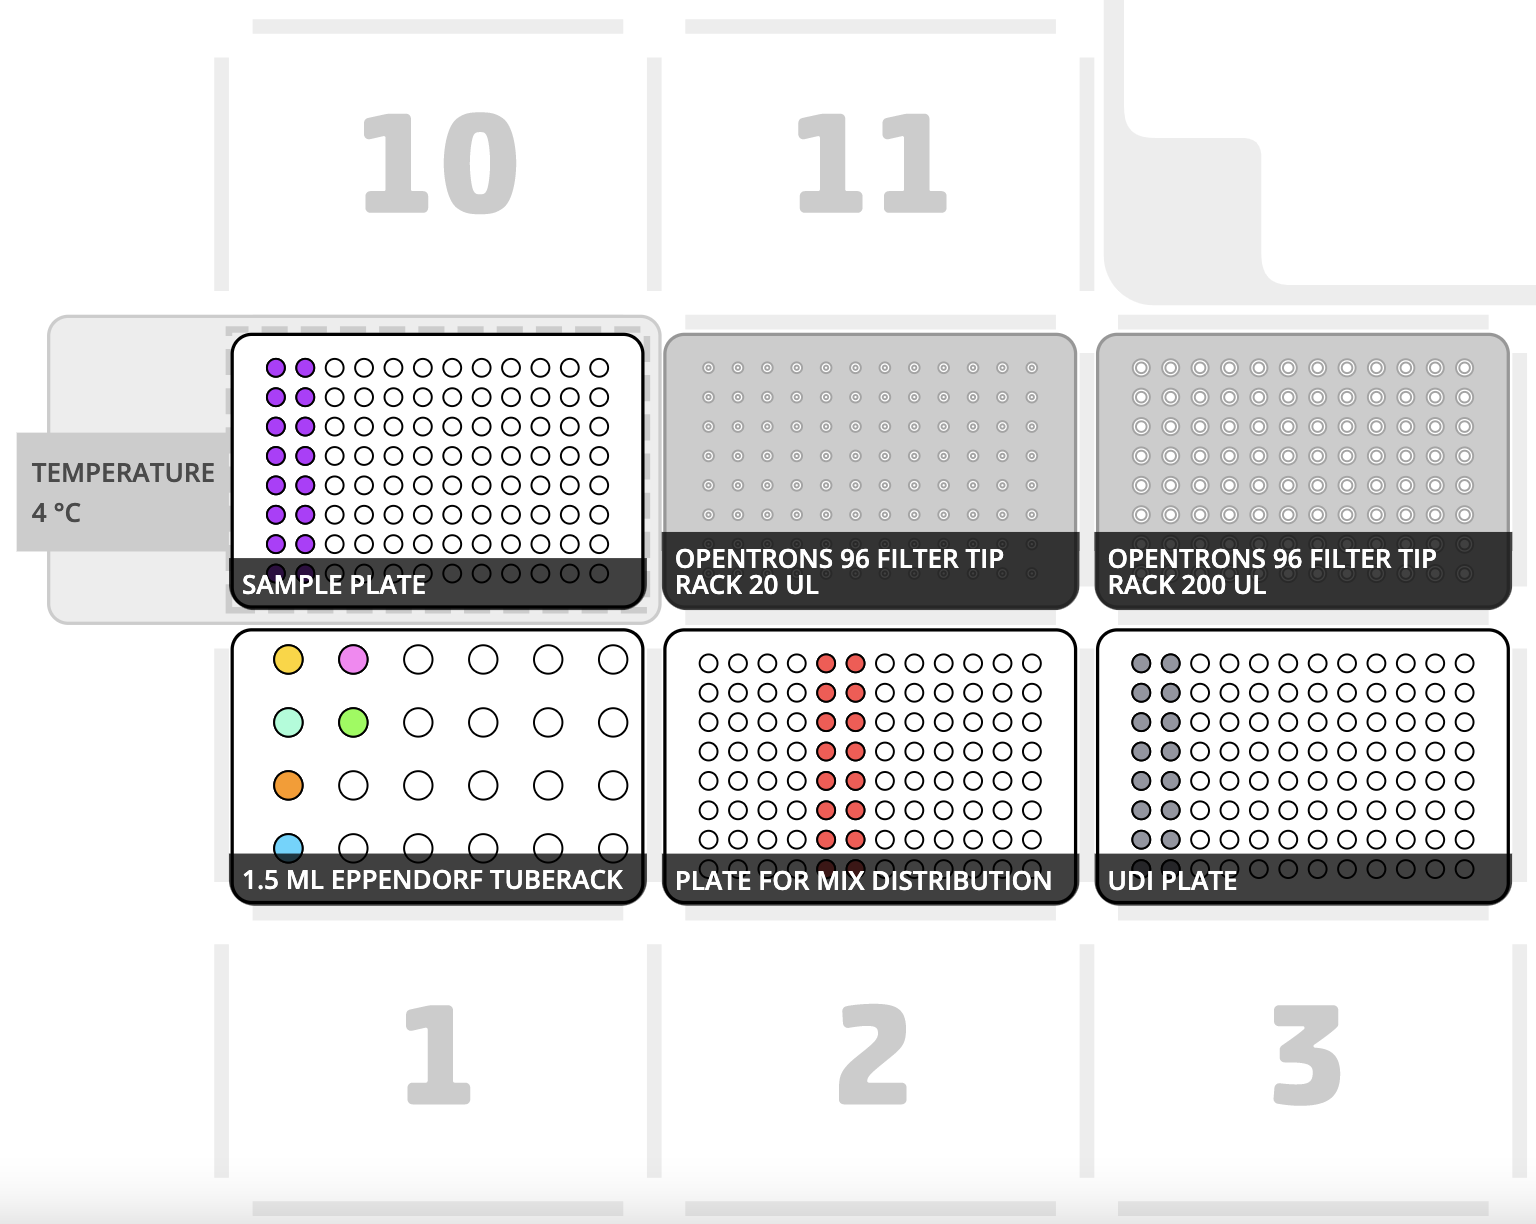 10
11
TEMPERATURE
4 °C
SAMPLE PLATE
OPENTRONS 96 FILTER TIP
RACK 20 UL
OPENTRONS 96 FILTER TIP
RACK 200 UL
1.5 ML EPPENDORF TUBERACK
PLATE FOR MIX DISTRIBUTION
UDI PLATE
1
2
3